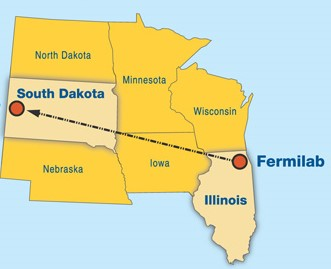 North Dakota
Minnesota
South Dakota
Wisconsin
Fermilab
Nebraska
Iowa
Illinois